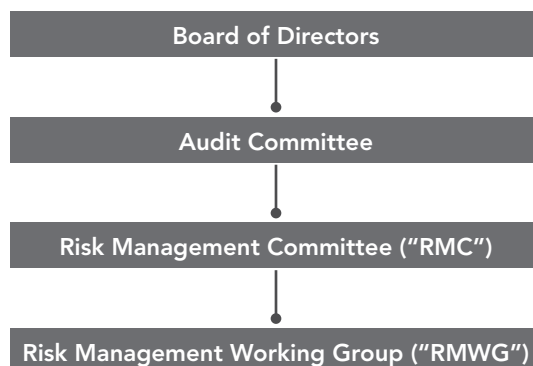 Board of Directors
Audit Committee
Risk Management Committee (“RMC”)
Risk Management Working Group (“RMWG”)